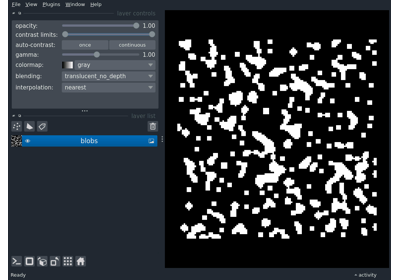 File View Plugins Window Help
layer controls
opacity: 1.00
contrast limits:
auto-contrast: once continuous
gamma: 1.00
colormap: gray
blending: translucent_no_depth
interpolation: nearest
layer list
blobs
Ready activity